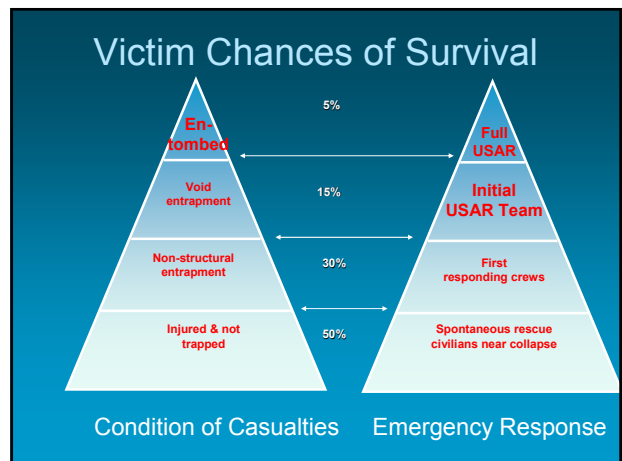 Victim Chances of Survival
5%
En-
tombed
Full
USAR
Void
entrapment
15%
Initial
USAR Team
Non-structural
entrapment
30%
First
responding crews
Injured & not
trapped
50%
Spontaneous rescue
civilians near collapse
Condition of Casualties
Emergency Response